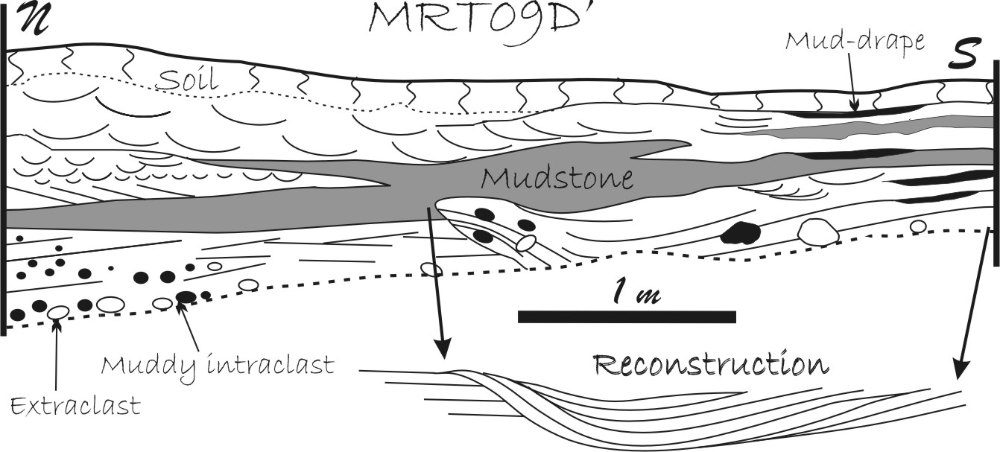 N
MRT09D'
Mud-drape
S
Soil
Mudstone
1 m
Muddy intraclast
Reconstruction
Extraclast